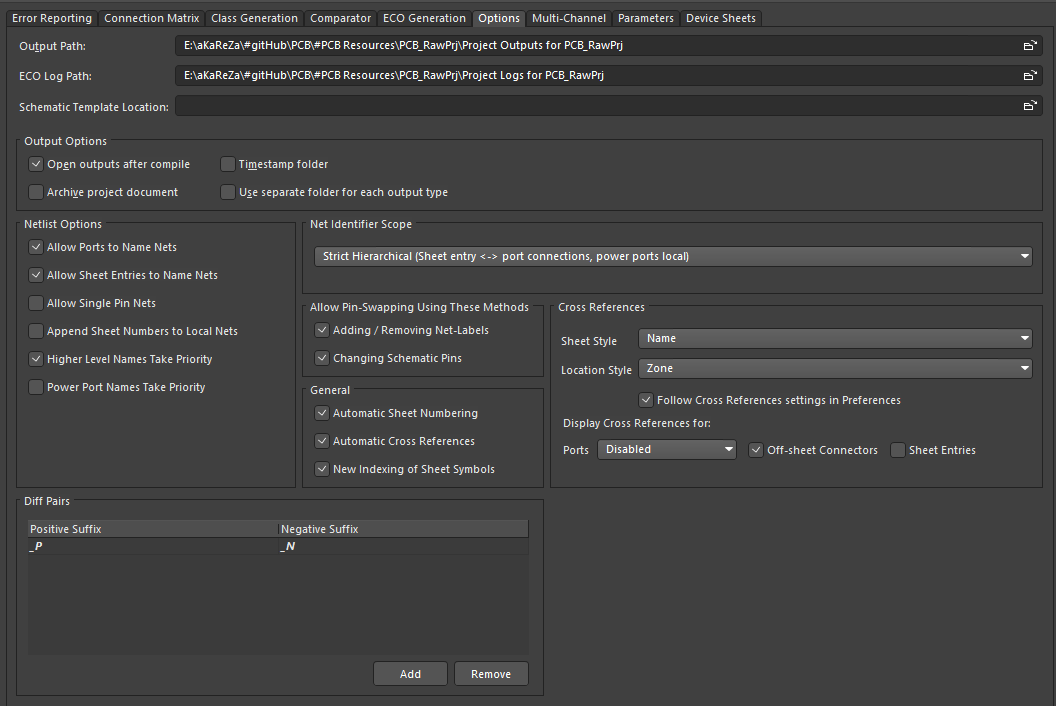 Error Reporting Connection Matrix Class Generation Comparator ECO Generation Options Multi-Channel Parameters Device Sheets
Output Path: E:\aKaReZa\#gitHub\PCB\#PCB Resources\PCB_RawPrj\Project Outputs for PCB_RawPrj
ECO Log Path: E:\aKaReZa\#gitHub\PCB\#PCB Resources\PCB_RawPrj\Project Logs for PCB_RawPrj
Schematic Template Location:
Output Options
Open outputs after compile Timestamp folder
Archive project document Use separate folder for each output type
Netlist Options
Allow Ports to Name Nets
Allow Sheet Entries to Name Nets
Allow Single Pin Nets
Append Sheet Numbers to Local Nets
Higher Level Names Take Priority
Power Port Names Take Priority
Net Identifier Scope
Strict Hierarchical (Sheet entry <-> port connections, power ports local)
Allow Pin-Swapping Using These Methods
Adding / Removing Net-Labels
Changing Schematic Pins
General
Automatic Sheet Numbering
Automatic Cross References
New Indexing of Sheet Symbols
Cross References
Sheet Style Name
Location Style Zone
Follow Cross References settings in Preferences
Display Cross References for:
Ports Disabled Off-sheet Connectors Sheet Entries
Diff Pairs
Positive Suffix Negative Suffix
_P _N
Add Remove